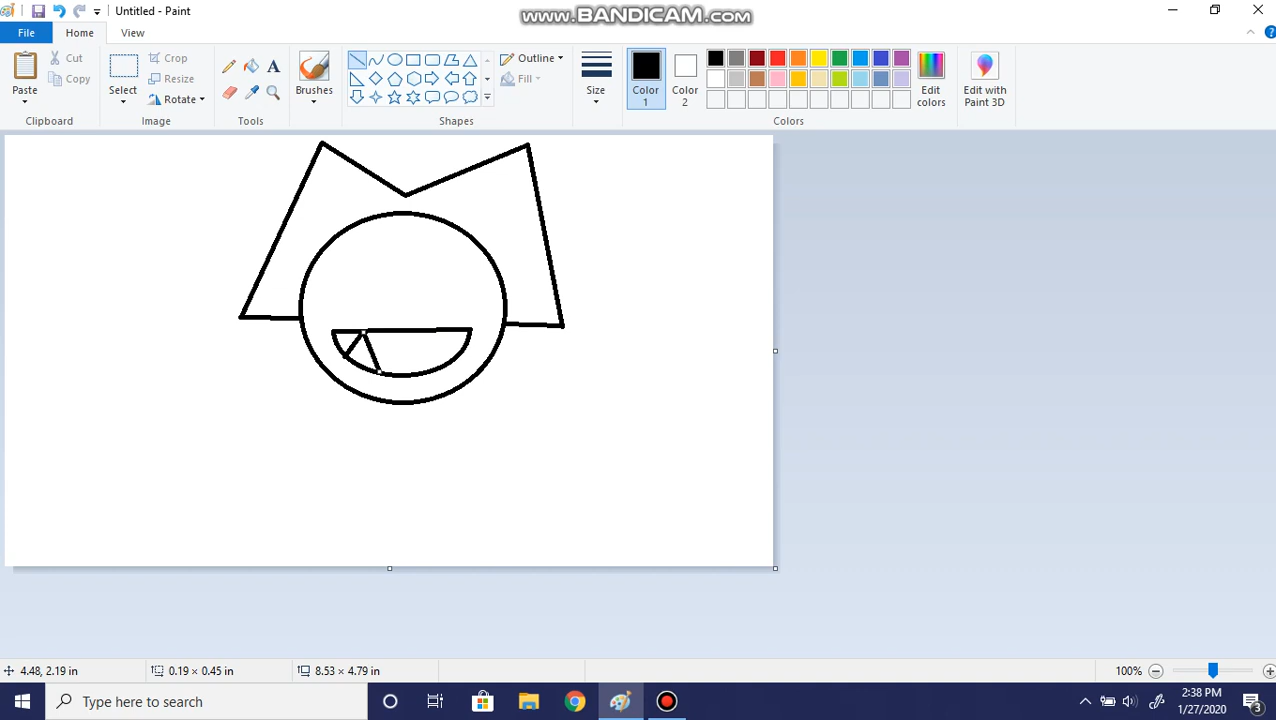 Untitled - Paint
www.BANDICAM.com
File
Home
View
Paste
Cut
Copy
Clipboard
Select
Crop
Resize
Rotate
Image
Tools
A
Brushes
Shapes
Outline
Fill
Size
Color
1
Color
2
Colors
Edit
colors
Edit with
Paint 3D
4.48, 2.19 in
0.19 × 0.45 in
8.53 × 4.79 in
100%
Type here to search
2:38 PM
1/27/2020
3